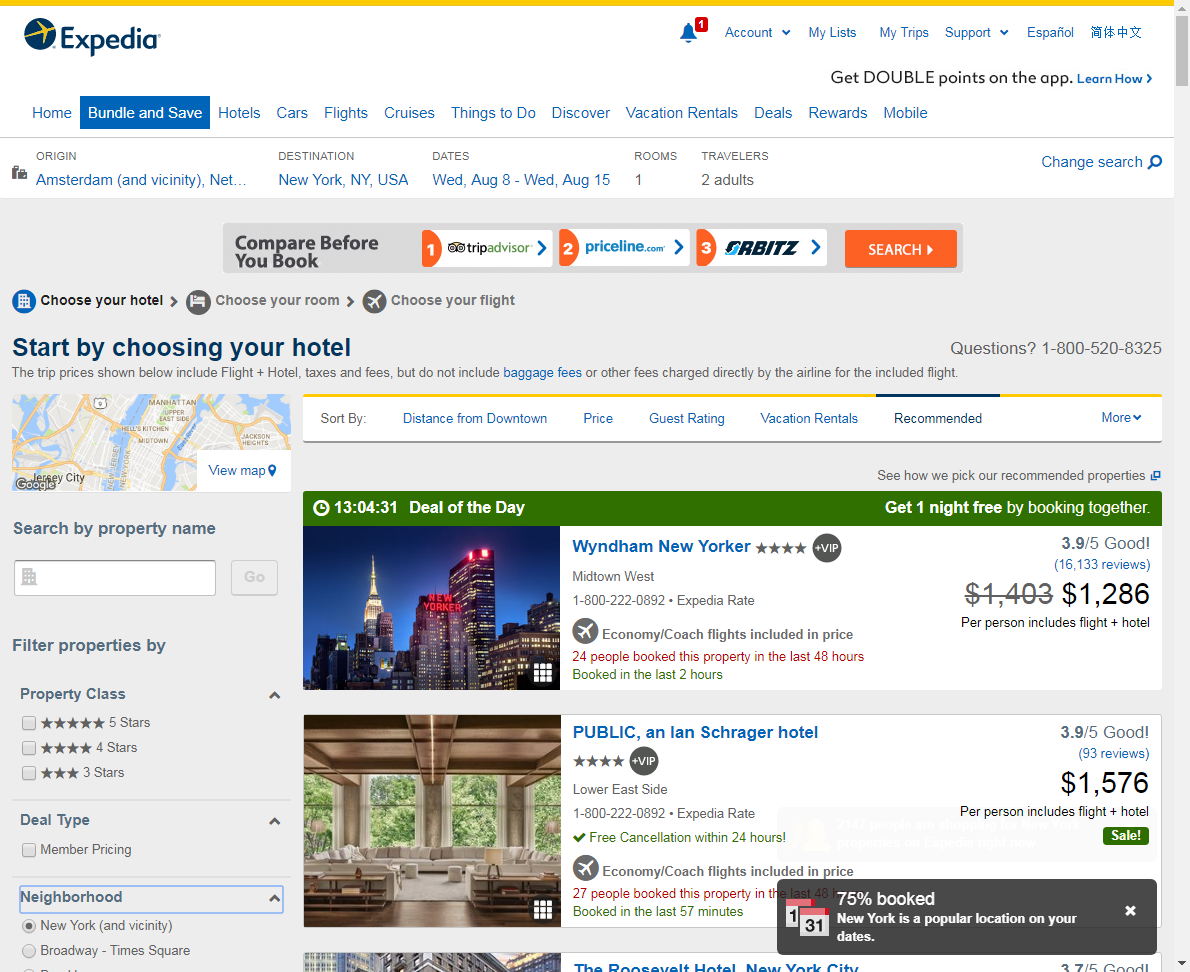 Expedia
1
Account
My Lists
My Trips
Support
Español
简体中文
Get DOUBLE points on the app. Learn How
Home
Bundle and Save
Hotels
Cars
Flights
Cruises
Things to Do
Discover
Vacation Rentals
Deals
Rewards
Mobile
ORIGIN
Amsterdam (and vicinity), Net...
DESTINATION
New York, NY, USA
DATES
Wed, Aug 8 - Wed, Aug 15
ROOMS
1
TRAVELERS
2 adults
Change search
Compare Before
You Book
1 tripadvisor
2 priceline.com
3 ORBITZ
SEARCH
Choose your hotel
Choose your room
Choose your flight
Start by choosing your hotel
Questions? 1-800-520-8325
The trip prices shown below include Flight + Hotel, taxes and fees, but do not include baggage fees or other fees charged directly by the airline for the included flight.
9
MANHATTAN
UPPER
EAST SIDE
HELL'S KITCHEN
MIDTOWN
JACKSON
HEIGHTS
East River
NEW JERSEY
NEW YORK
Jersey City
Google
View map
Sort By:
Distance from Downtown
Price
Guest Rating
Vacation Rentals
Recommended
More
See how we pick our recommended properties
Search by property name
Go
Filter properties by
Property Class
5 Stars
4 Stars
3 Stars
Deal Type
Member Pricing
Neighborhood
New York (and vicinity)
Broadway - Times Square
13:04:31 Deal of the Day
Get 1 night free by booking together.
NEW
YORKER
Wyndham New Yorker
+VIP
Midtown West
1-800-222-0892 • Expedia Rate
Economy/Coach flights included in price
24 people booked this property in the last 48 hours
Booked in the last 2 hours
3.9/5 Good!
(16,133 reviews)
$1,403 $1,286
Per person includes flight + hotel
PUBLIC, an Ian Schrager hotel
+VIP
Lower East Side
1-800-222-0892 • Expedia Rate
Free Cancellation within 24 hours!
Economy/Coach flights included in price
27 people booked this property in the last 48
Booked in the last 57 minutes
3.9/5 Good!
(93 reviews)
$1,576
Per person includes flight + hotel
Sale!
1
31
75% booked
New York is a popular location on your
dates.
The Roosevelt Hotel, New York City
3.7/5 Good!